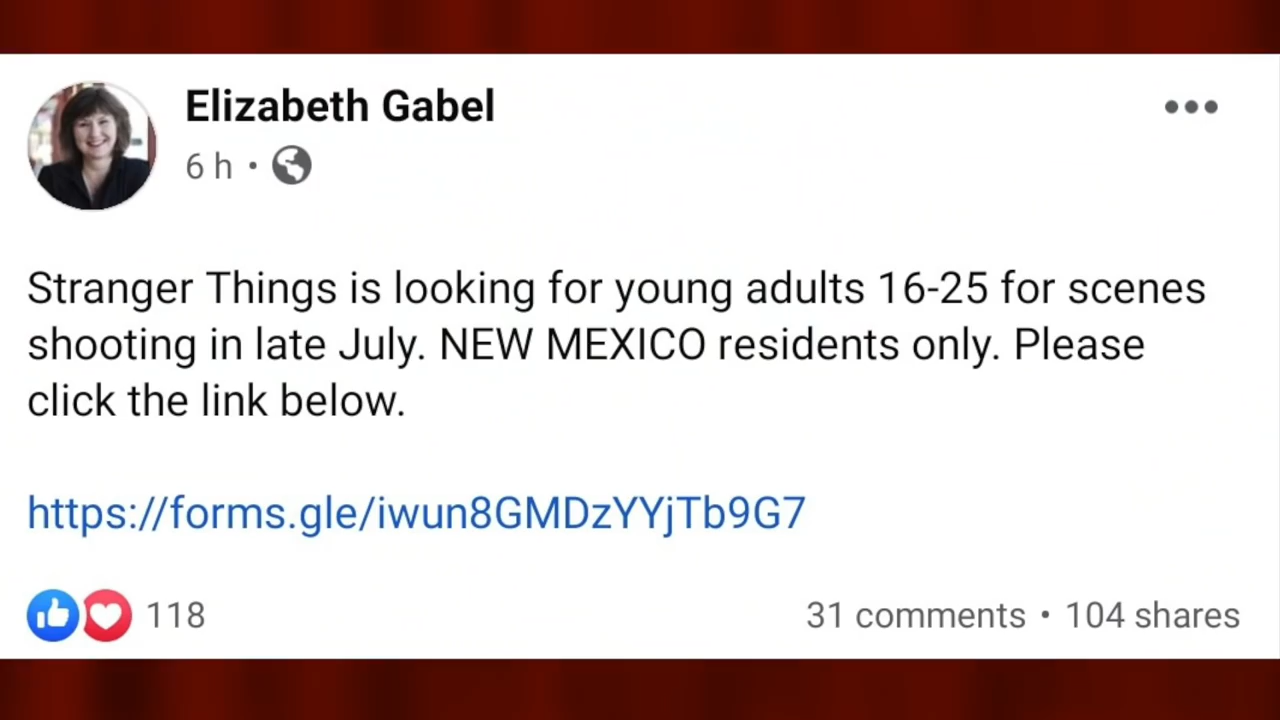 Elizabeth Gabel
6 h ·
Stranger Things is looking for young adults 16-25 for scenes
shooting in late July. NEW MEXICO residents only. Please
click the link below.
https://forms.gle/iwun8GMDzYYjTb9G7
118
31 comments · 104 shares